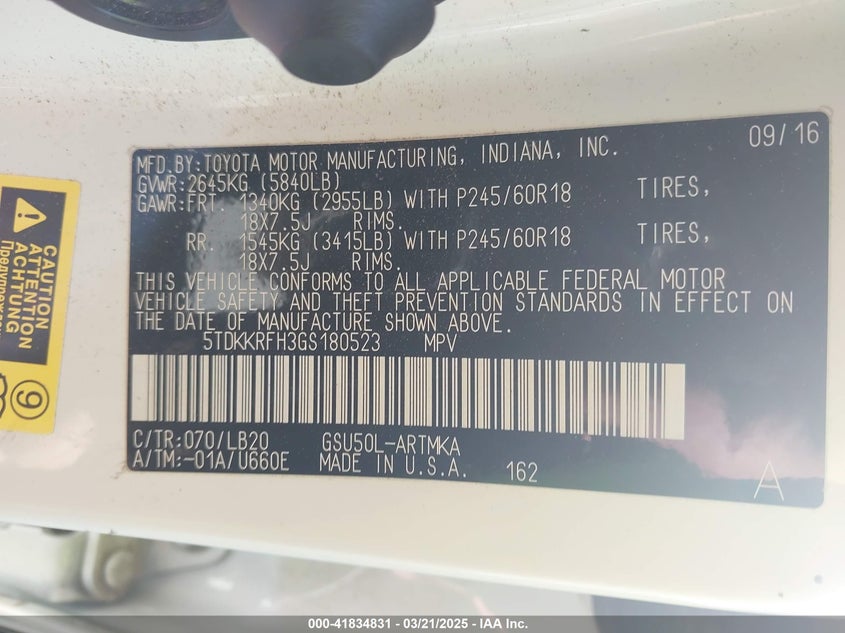 09/16
MFD.BY:TOYOTA MOTOR MANUFACTURING, INDIANA, INC.
GVWR:2645KG (5840LB)
GAWR:FRT. 1340KG (2955LB) WITH P245/60R18 TIRES,
18X7.5J RIMS.
RR. 1545KG (3415LB) WITH P245/60R18 TIRES,
18X7.5J RIMS.
THIS VEHICLE CONFORMS TO ALL APPLICABLE FEDERAL MOTOR
VEHICLE SAFETY AND THEFT PREVENTION STANDARDS IN EFFECT ON
THE DATE OF MANUFACTURE SHOWN ABOVE.
5TDKKRFH3GS180523 MPV
C/TR:070/LB20 GSU50L-ARTMKA
A/TM:-01A/U660E MADE IN U.S.A. 162
A
CAUTION
ATTENTION
ACHTUNG
9
000-41834831 - 03/21/2025 - IAA Inc.